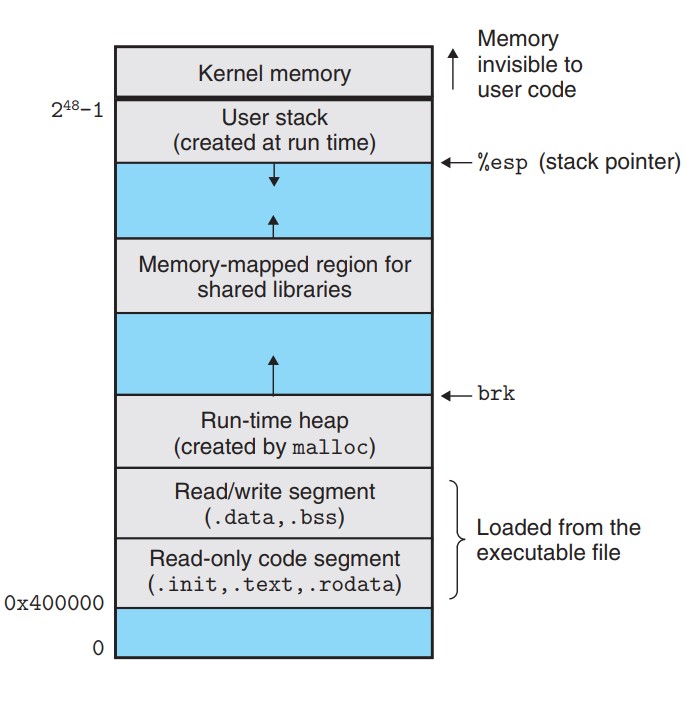 Memory
invisible to
user code
Kernel memory
2⁴⁸−1
User stack
(created at run time)
%esp (stack pointer)
Memory-mapped region for
shared libraries
brk
Run-time heap
(created by malloc)
Read/write segment
(.data,.bss)
Loaded from the
executable file
Read-only code segment
(.init,.text,.rodata)
0x400000
0